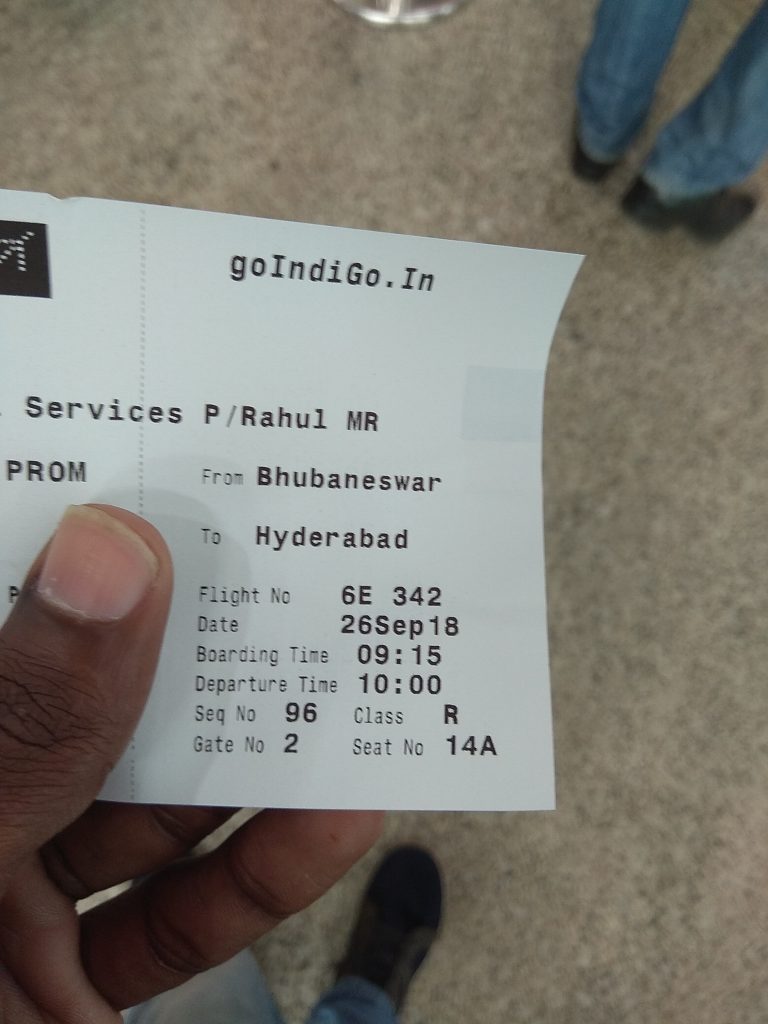 goIndiGo.In
Services P/Rahul MR
PROM
From Bhubaneswar
To Hyderabad
Flight No 6E 342
Date 26Sep18
Boarding Time 09:15
Departure Time 10:00
Seq No 96 Class R
Gate No 2 Seat No 14A